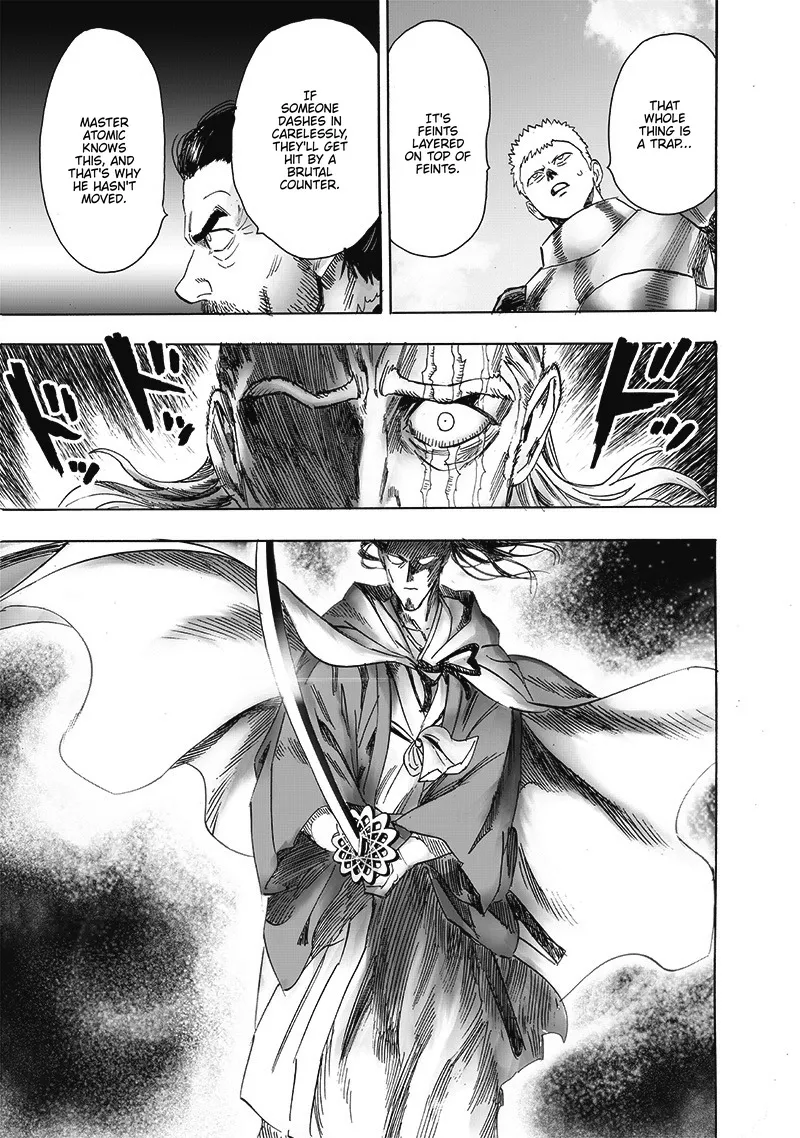 THAT
WHOLE
THING IS
A TRAP...
IT'S
FEINTS
LAYERED
ON TOP OF
FEINTS.
IF
SOMEONE
DASHES IN
CARELESSLY,
THEY'LL GET
HIT BY A
BRUTAL
COUNTER.
MASTER
ATOMIC
KNOWS
THIS, AND
THAT'S WHY
HE HASN'T
MOVED.
ドッ
ドッ
ドッ